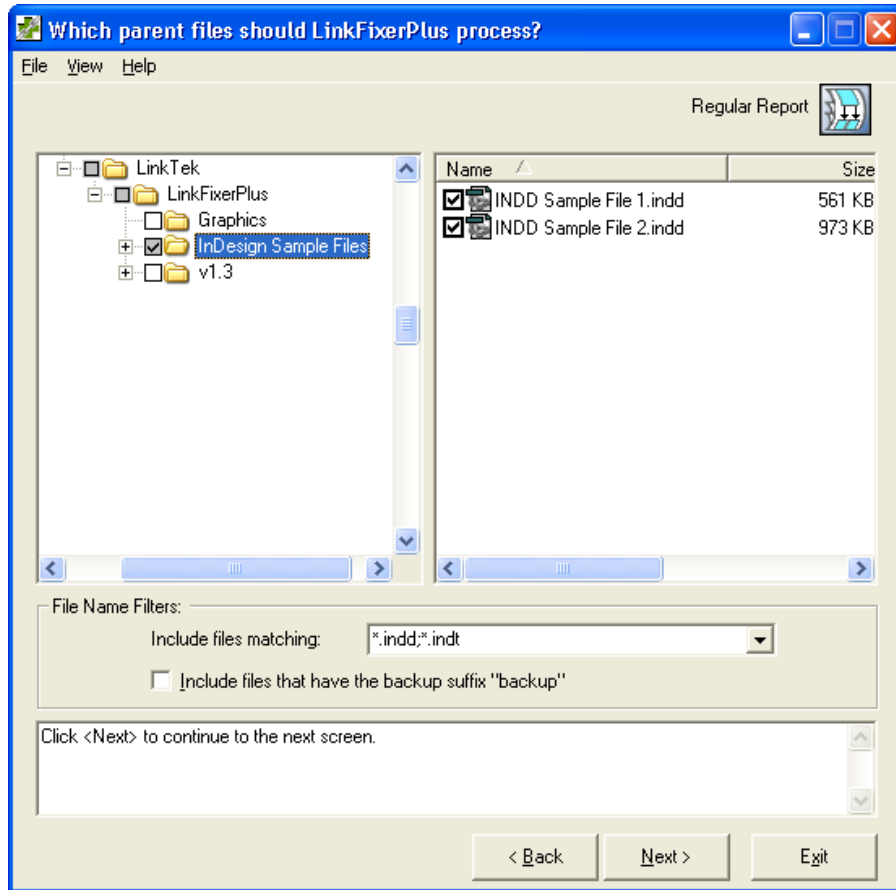 Which parent files should LinkFixerPlus process?
File View Help
Regular Report
LinkTek
LinkFixerPlus
Graphics
InDesign Sample Files
v1.3
Name Size
INDD Sample File 1.indd 561 KB
INDD Sample File 2.indd 973 KB
File Name Filters:
Include files matching: *.indd;*.indt
Include files that have the backup suffix "backup"
Click <Next> to continue to the next screen.
< Back Next > Exit